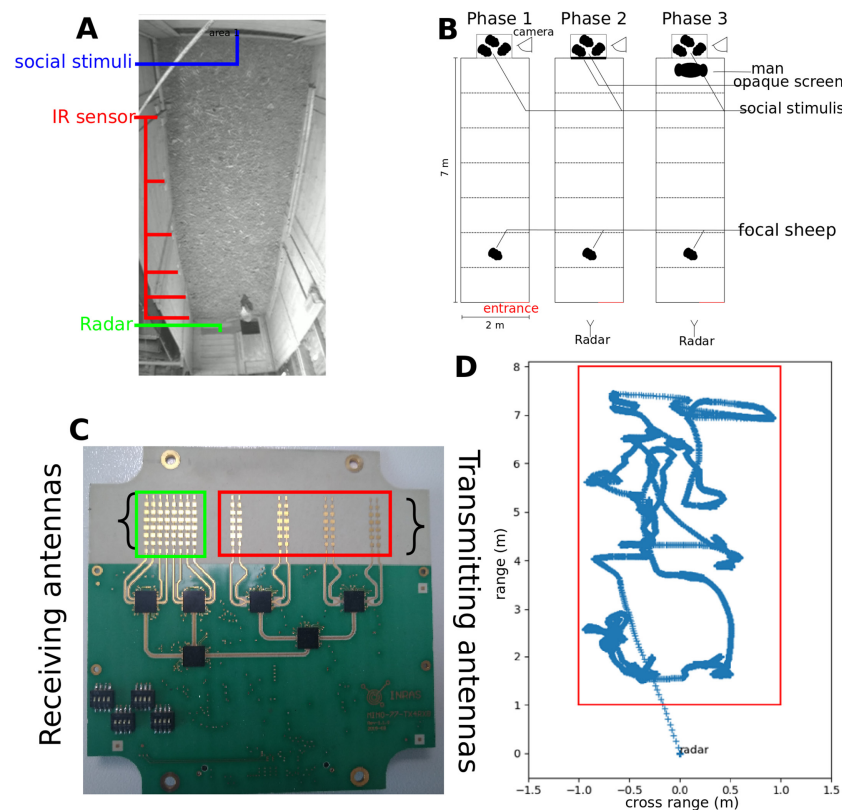 A
area 1
social stimuli
IR sensor
Radar
B
Phase 1
Phase 2
Phase 3
camera
man
opaque screen
social stimulis
7 m
focal sheep
entrance
2 m
Radar
Radar
C
Receiving antennas
Transmitting antennas
INRAS
D
8
7
6
5
4
3
2
1
0
range (m)
radar
−1.5
−1.0
−0.5
0.0
0.5
1.0
1.5
cross range (m)